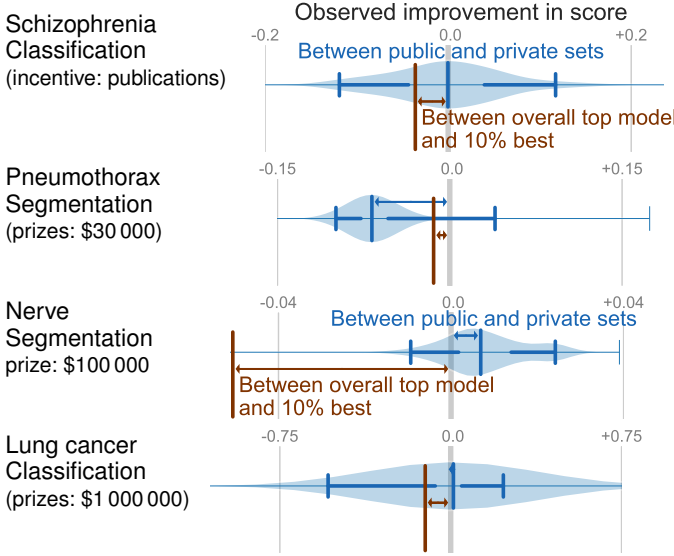 Observed improvement in score
Schizophrenia
Classification
(incentive: publications)
-0.2
0.0
+0.2
Between public and private sets
Between overall top model
and 10% best
Pneumothorax
Segmentation
(prizes: $30 000)
-0.15
0.0
+0.15
Nerve
Segmentation
prize: $100 000
-0.04
0.0
+0.04
Between public and private sets
Between overall top model
and 10% best
Lung cancer
Classification
(prizes: $1 000 000)
-0.75
0.0
+0.75